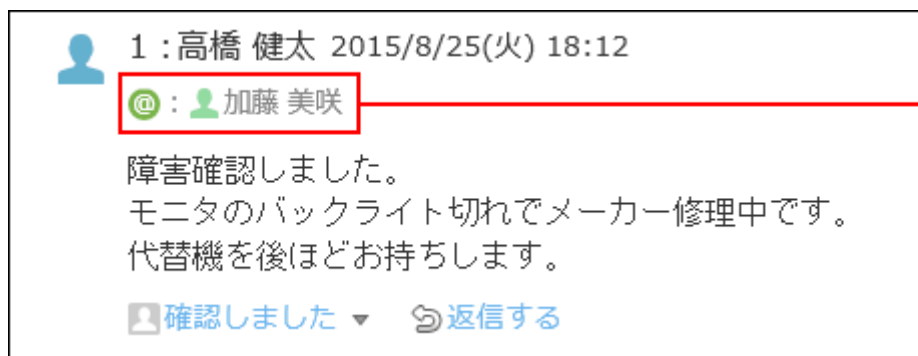 1 : 高橋 健太 2015/8/25(火) 18:12
@ : 加藤 美咲
障害確認しました。
モニタのバックライト切れでメーカー修理中です。
代替機を後ほどお持ちします。
確認しました ▼ 返信する